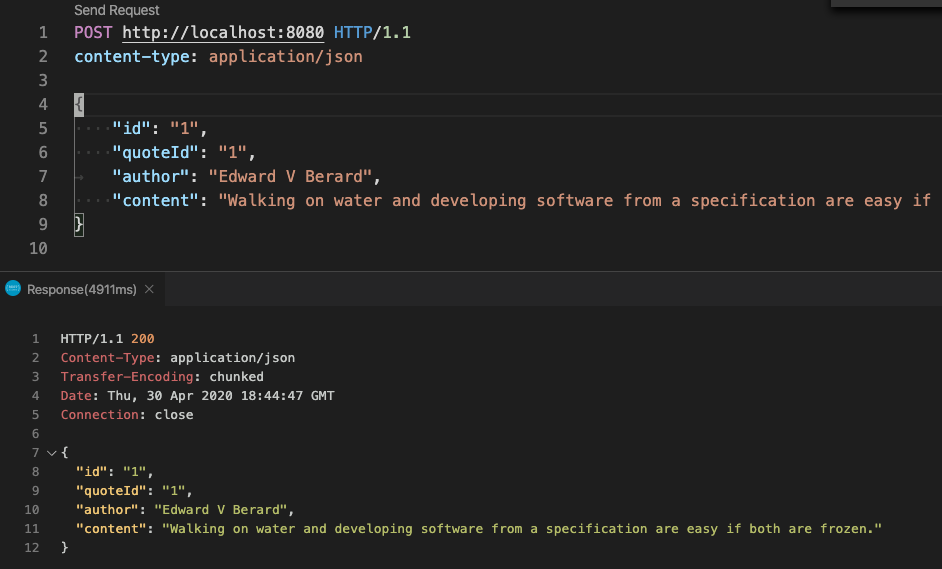 Send Request
1 POST http://localhost:8080 HTTP/1.1
2 content-type: application/json
3
4 {
5 "id": "1",
6 "quoteId": "1",
7 "author": "Edward V Berard",
8 "content": "Walking on water and developing software from a specification are easy if
9 }
10
Response(4911ms)
1 HTTP/1.1 200
2 Content-Type: application/json
3 Transfer-Encoding: chunked
4 Date: Thu, 30 Apr 2020 18:44:47 GMT
5 Connection: close
6
7 {
8 "id": "1",
9 "quoteId": "1",
10 "author": "Edward V Berard",
11 "content": "Walking on water and developing software from a specification are easy if both are frozen."
12 }